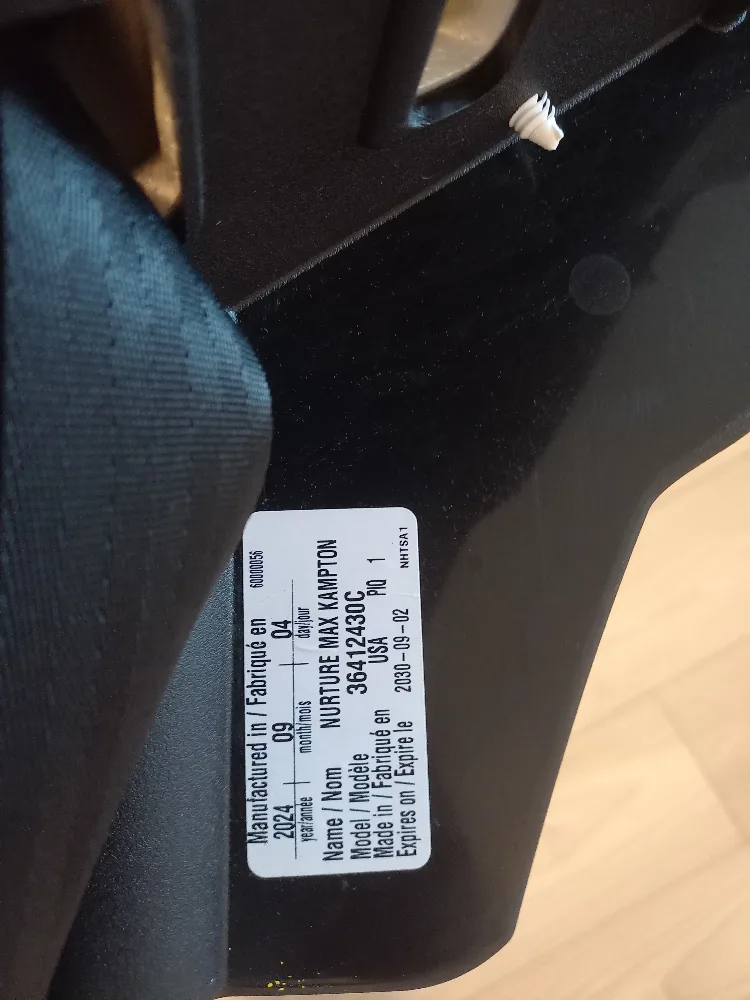 Manufactured in / Fabriqué en 60000056
2024 09 04
year/année month/mois day/jour
Name / Nom NURTURE MAX KAMPTON
Model / Modèle 36412430C
Made in / Fabriqué en USA PIQ 1
Expires on / Expire le 2030-09-02 NHTSA1